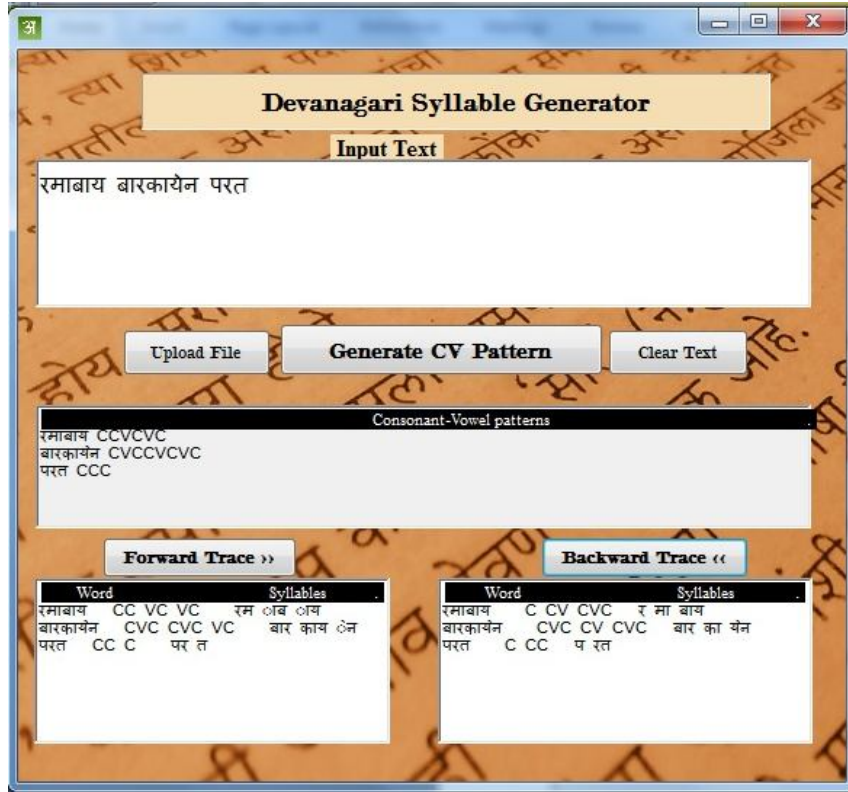 अ
Devanagari Syllable Generator
Input Text
रमाबाय बारकायेन परत
Upload File Generate CV Pattern Clear Text
Consonant-Vowel patterns .
रमाबाय CCVCVC
बारकायेन CVCCVCVC
परत CCC
Forward Trace >> Backward Trace <<
Word Syllables .
रमाबाय CC VC VC रम ाब ाय
बारकायेन CVC CVC VC बार काय ेन
परत CC C पर त
Word Syllables .
रमाबाय C CV CVC र मा बाय
बारकायेन CVC CV CVC बार का येन
परत C CC प रत